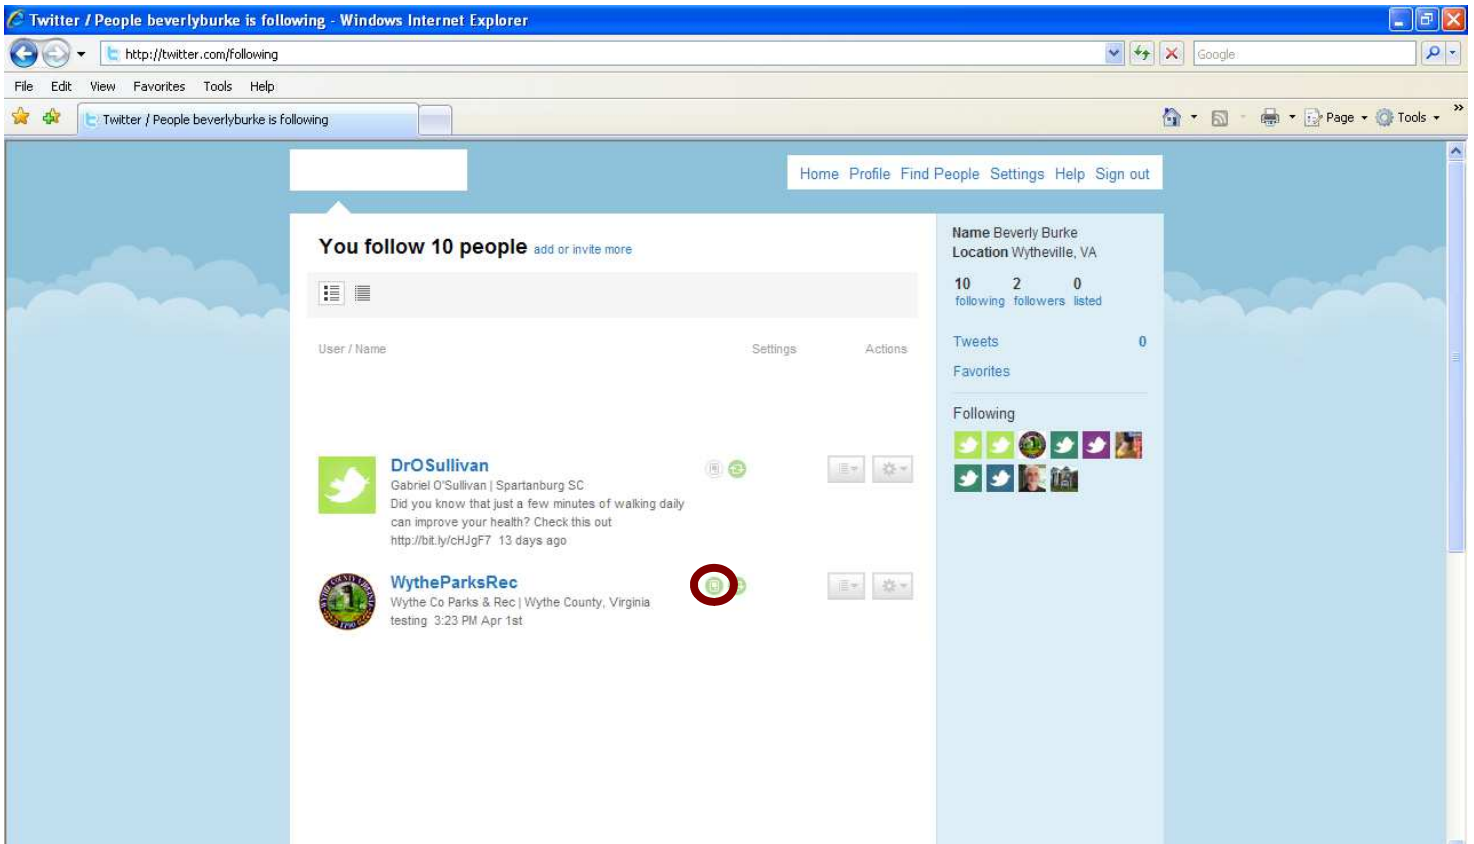 Twitter / People beverlyburke is following - Windows Internet Explorer
http://twitter.com/following
Google
File Edit View Favorites Tools Help
Twitter / People beverlyburke is following
Page Tools
Home Profile Find People Settings Help Sign out
You follow 10 people add or invite more
User / Name Settings Actions
DrOSullivan
Gabriel O'Sullivan | Spartanburg SC
Did you know that just a few minutes of walking daily
can improve your health? Check this out
http://bit.ly/cHJgF7 13 days ago
WytheParksRec
Wythe Co Parks & Rec | Wythe County, Virginia
testing 3:23 PM Apr 1st
Name Beverly Burke
Location Wytheville, VA
10 2 0
following followers listed
Tweets 0
Favorites
Following